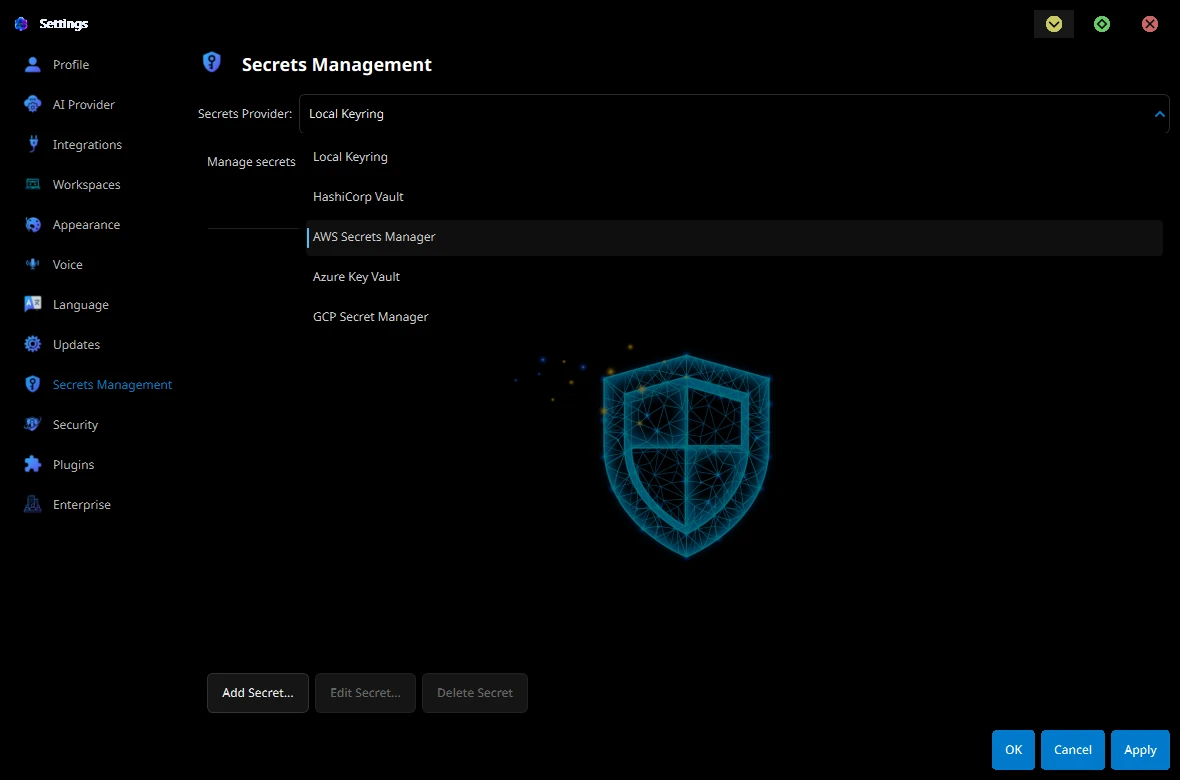 Settings
Profile
AI Provider
Integrations
Workspaces
Appearance
Voice
Language
Updates
Secrets Management
Security
Plugins
Enterprise
Secrets Management
Secrets Provider:
Local Keyring
Manage secrets
Local Keyring
HashiCorp Vault
AWS Secrets Manager
Azure Key Vault
GCP Secret Manager
Add Secret...
Edit Secret...
Delete Secret
OK
Cancel
Apply